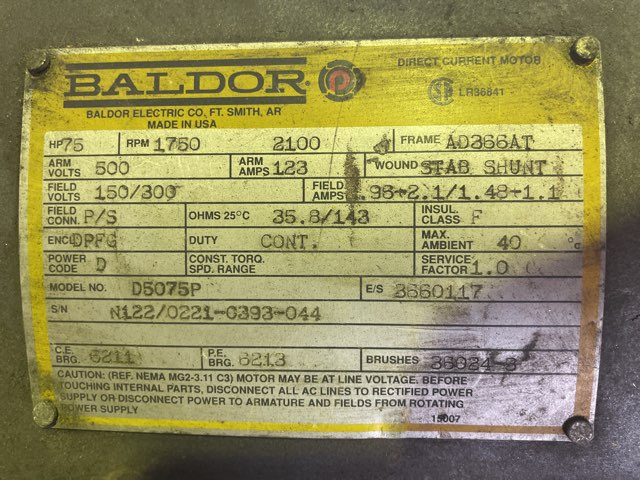 BALDOR
DIRECT CURRENT MOTOR
LR36841
BALDOR ELECTRIC CO, FT. SMITH, AR
MADE IN USA
HP 75 RPM 1750 2100 FRAME AD366AT
ARM VOLTS 500 ARM AMPS 123 WOUND STAB SHUNT
FIELD VOLTS 150/300 FIELD AMPS .98-2.1/1.48-1.1
FIELD CONN. P/S OHMS 25°C 35.8/143 INSUL. CLASS F
ENCL DPFG DUTY CONT. MAX. AMBIENT 40 °C
POWER CODE D CONST. TORQ. SPD. RANGE SERVICE FACTOR 1.0
MODEL NO. D5075P E/S 3660117
S/N N122/0221-0393-044
C.E. BRG. 6211 P.E. BRG. 6213 BRUSHES
CAUTION: (REF. NEMA MG2-3.11 C3) MOTOR MAY BE AT LINE VOLTAGE. BEFORE
TOUCHING INTERNAL PARTS, DISCONNECT ALL AC LINES TO RECTIFIED POWER
SUPPLY OR DISCONNECT POWER TO ARMATURE AND FIELDS FROM ROTATING
POWER SUPPLY
15007